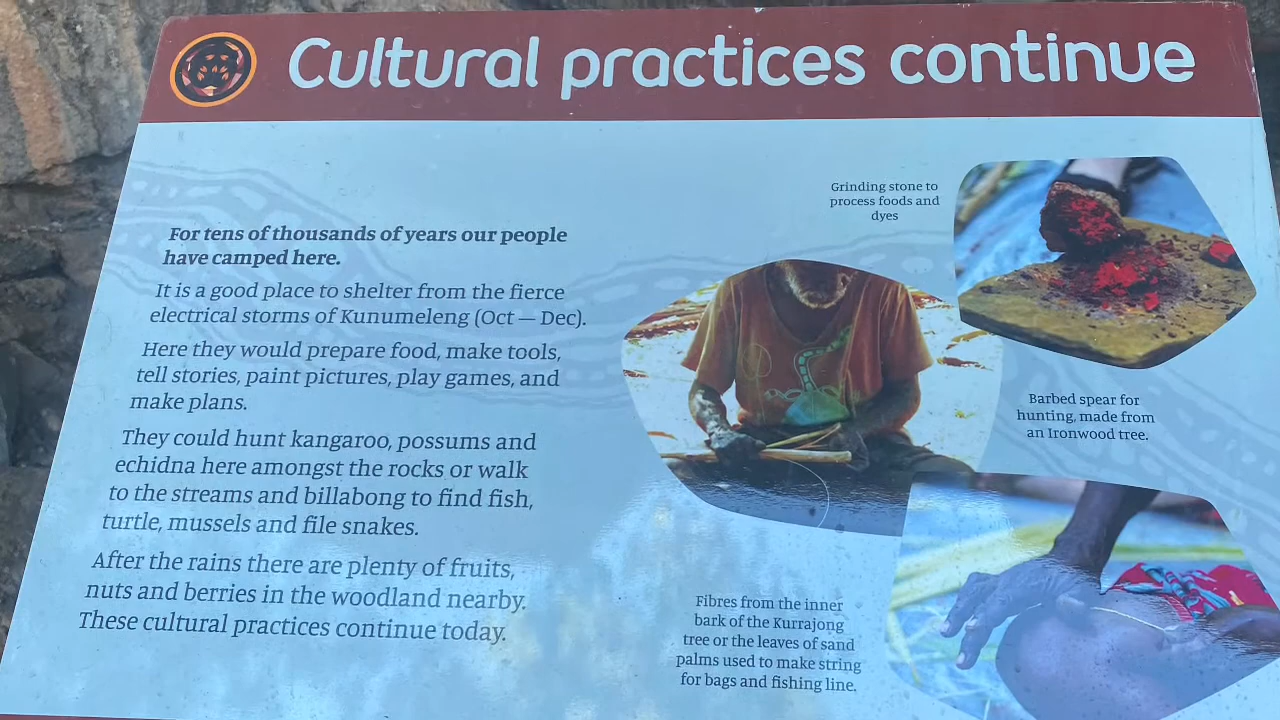 Cultural practices continue
For tens of thousands of years our people
have camped here.
It is a good place to shelter from the fierce
electrical storms of Kunumeleng (Oct — Dec).
Here they would prepare food, make tools,
tell stories, paint pictures, play games, and
make plans.
They could hunt kangaroo, possums and
echidna here amongst the rocks or walk
to the streams and billabong to find fish,
turtle, mussels and file snakes.
After the rains there are plenty of fruits,
nuts and berries in the woodland nearby.
These cultural practices continue today.
Grinding stone to
process foods and
dyes
Barbed spear for
hunting, made from
an Ironwood tree.
Fibres from the inner
bark of the Kurrajong
tree or the leaves of sand
palms used to make string
for bags and fishing line.